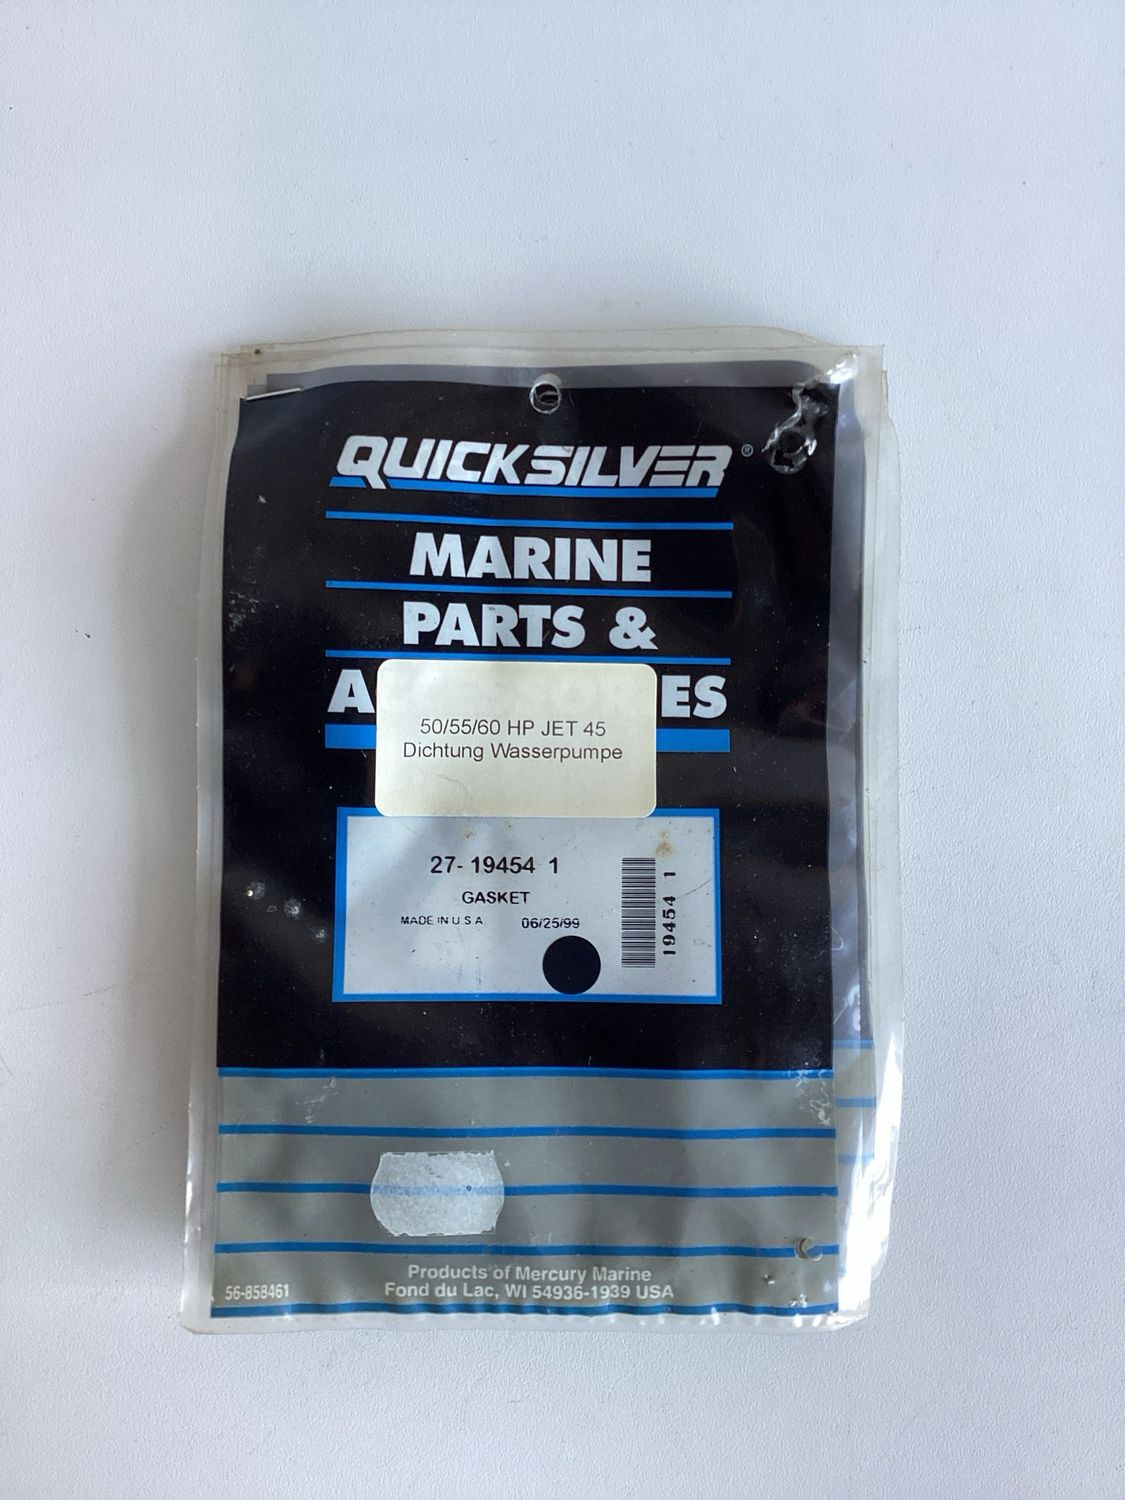 QUICKSILVER®
MARINE
PARTS &
ACCESSORIES
50/55/60 HP JET 45
Dichtung Wasserpumpe
27- 19454 1
GASKET
MADE IN U S A 06/25/99
19454 1
Products of Mercury Marine
56-858461 Fond du Lac, WI 54936-1939 USA